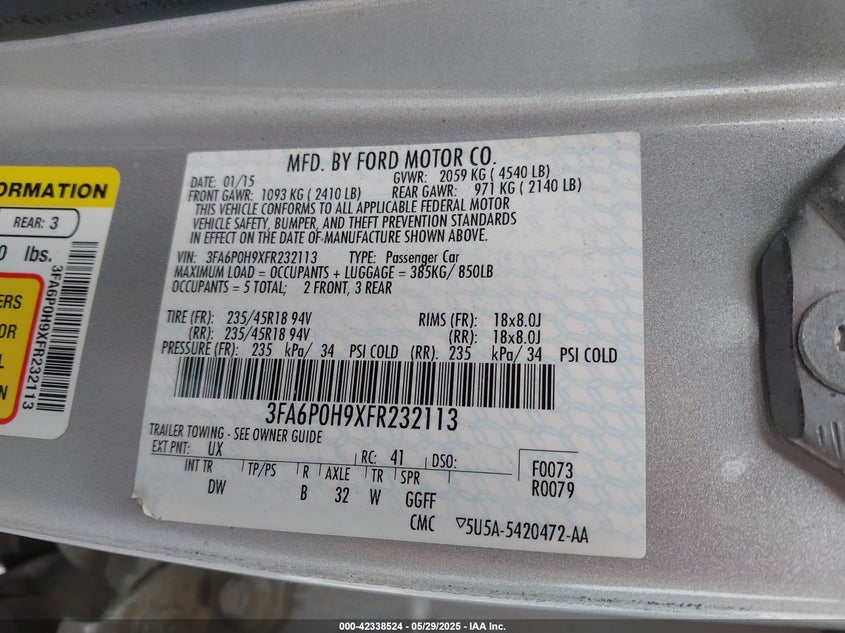 ORMATION
REAR: 3
0 lbs.
ERS
OR
L
N
3FA6P0H9XFR232113
MFD. BY FORD MOTOR CO.
DATE: 01/15 GVWR: 2059 KG ( 4540 LB)
FRONT GAWR: 1093 KG ( 2410 LB) REAR GAWR: 971 KG ( 2140 LB)
THIS VEHICLE CONFORMS TO ALL APPLICABLE FEDERAL MOTOR
VEHICLE SAFETY, BUMPER, AND THEFT PREVENTION STANDARDS
IN EFFECT ON THE DATE OF MANUFACTURE SHOWN ABOVE.
VIN: 3FA6P0H9XFR232113 TYPE: Passenger Car
MAXIMUM LOAD = OCCUPANTS + LUGGAGE = 385KG/ 850LB
OCCUPANTS = 5 TOTAL; 2 FRONT, 3 REAR
TIRE (FR): 235/45R18 94V RIMS (FR): 18x8.0J
(RR): 235/45R18 94V (RR): 18x8.0J
PRESSURE (FR): 235 kPa/ 34 PSI COLD (RR): 235 kPa/ 34 PSI COLD
3FA6P0H9XFR232113
TRAILER TOWING - SEE OWNER GUIDE
EXT PNT: UX RC: 41 DSO: F0073
INT TR TP/PS R AXLE TR SPR R0079
DW B 32 W GGFF
CMC 5U5A-5420472-AA
000-42338524 - 05/29/2025 - IAA Inc.